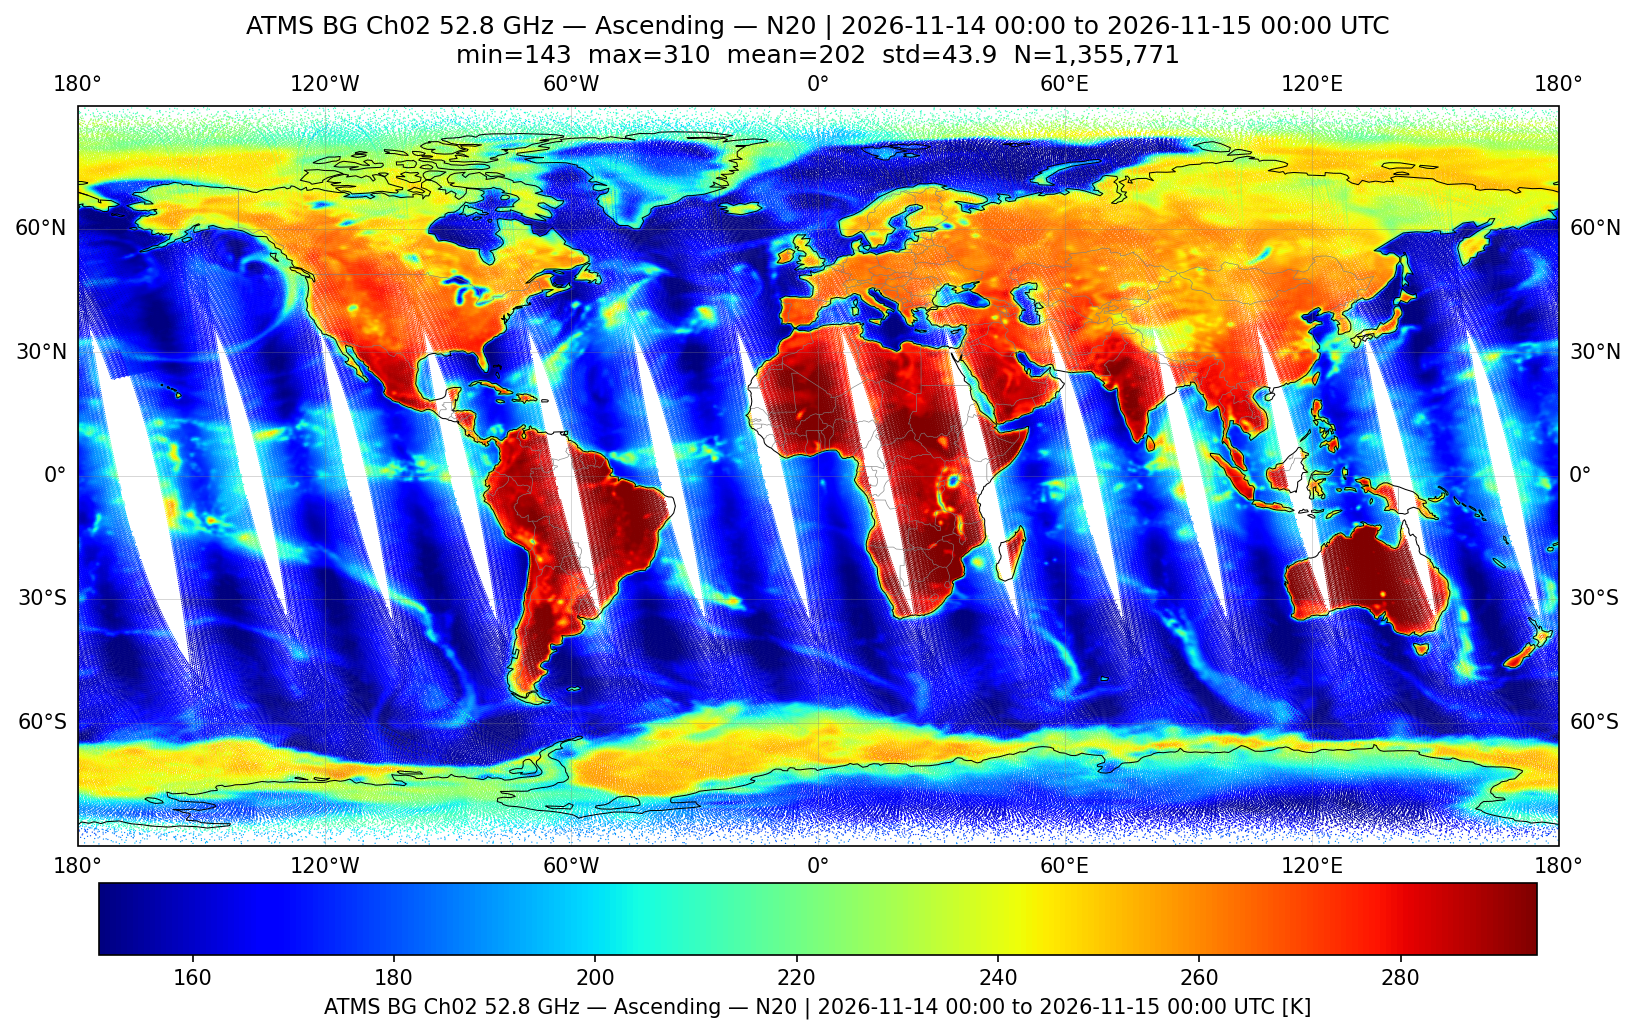 ATMS BG Ch02 52.8 GHz — Ascending — N20 | 2026-11-14 00:00 to 2026-11-15 00:00 UTC
min=143  max=310  mean=202  std=43.9  N=1,355,771
180° 120°W 60°W 0° 60°E 120°E 180°
60°N 60°N
30°N 30°N
0° 0°
30°S 30°S
60°S 60°S
180° 120°W 60°W 0° 60°E 120°E 180°
160 180 200 220 240 260 280
ATMS BG Ch02 52.8 GHz — Ascending — N20 | 2026-11-14 00:00 to 2026-11-15 00:00 UTC [K]